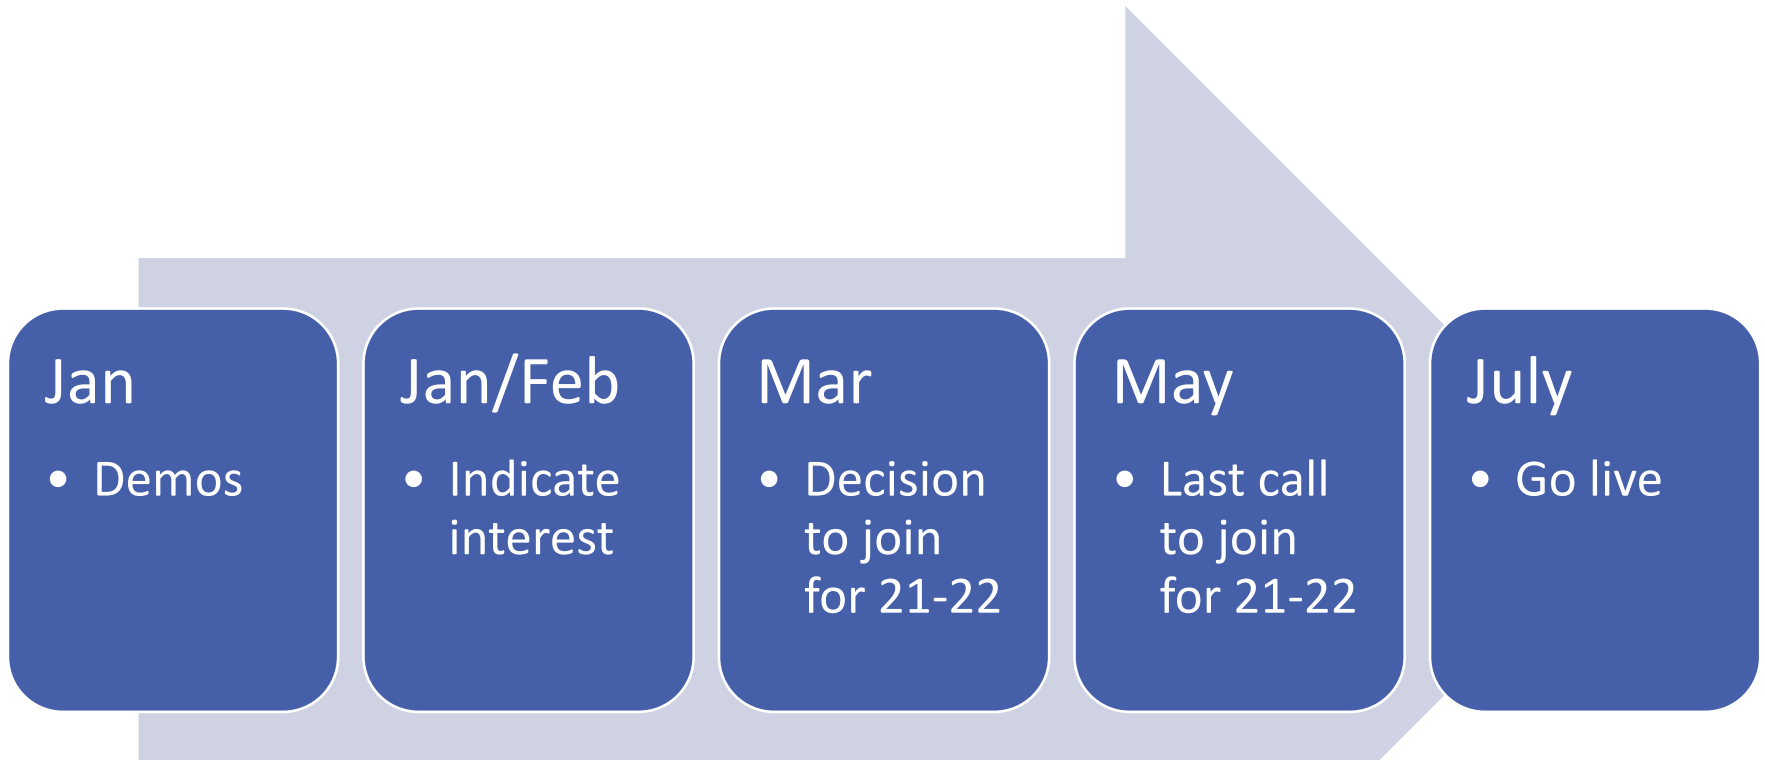 Jan
• Demos
Jan/Feb
• Indicate
interest
Mar
• Decision
to join
for 21-22
May
• Last call
to join
for 21-22
July
• Go live